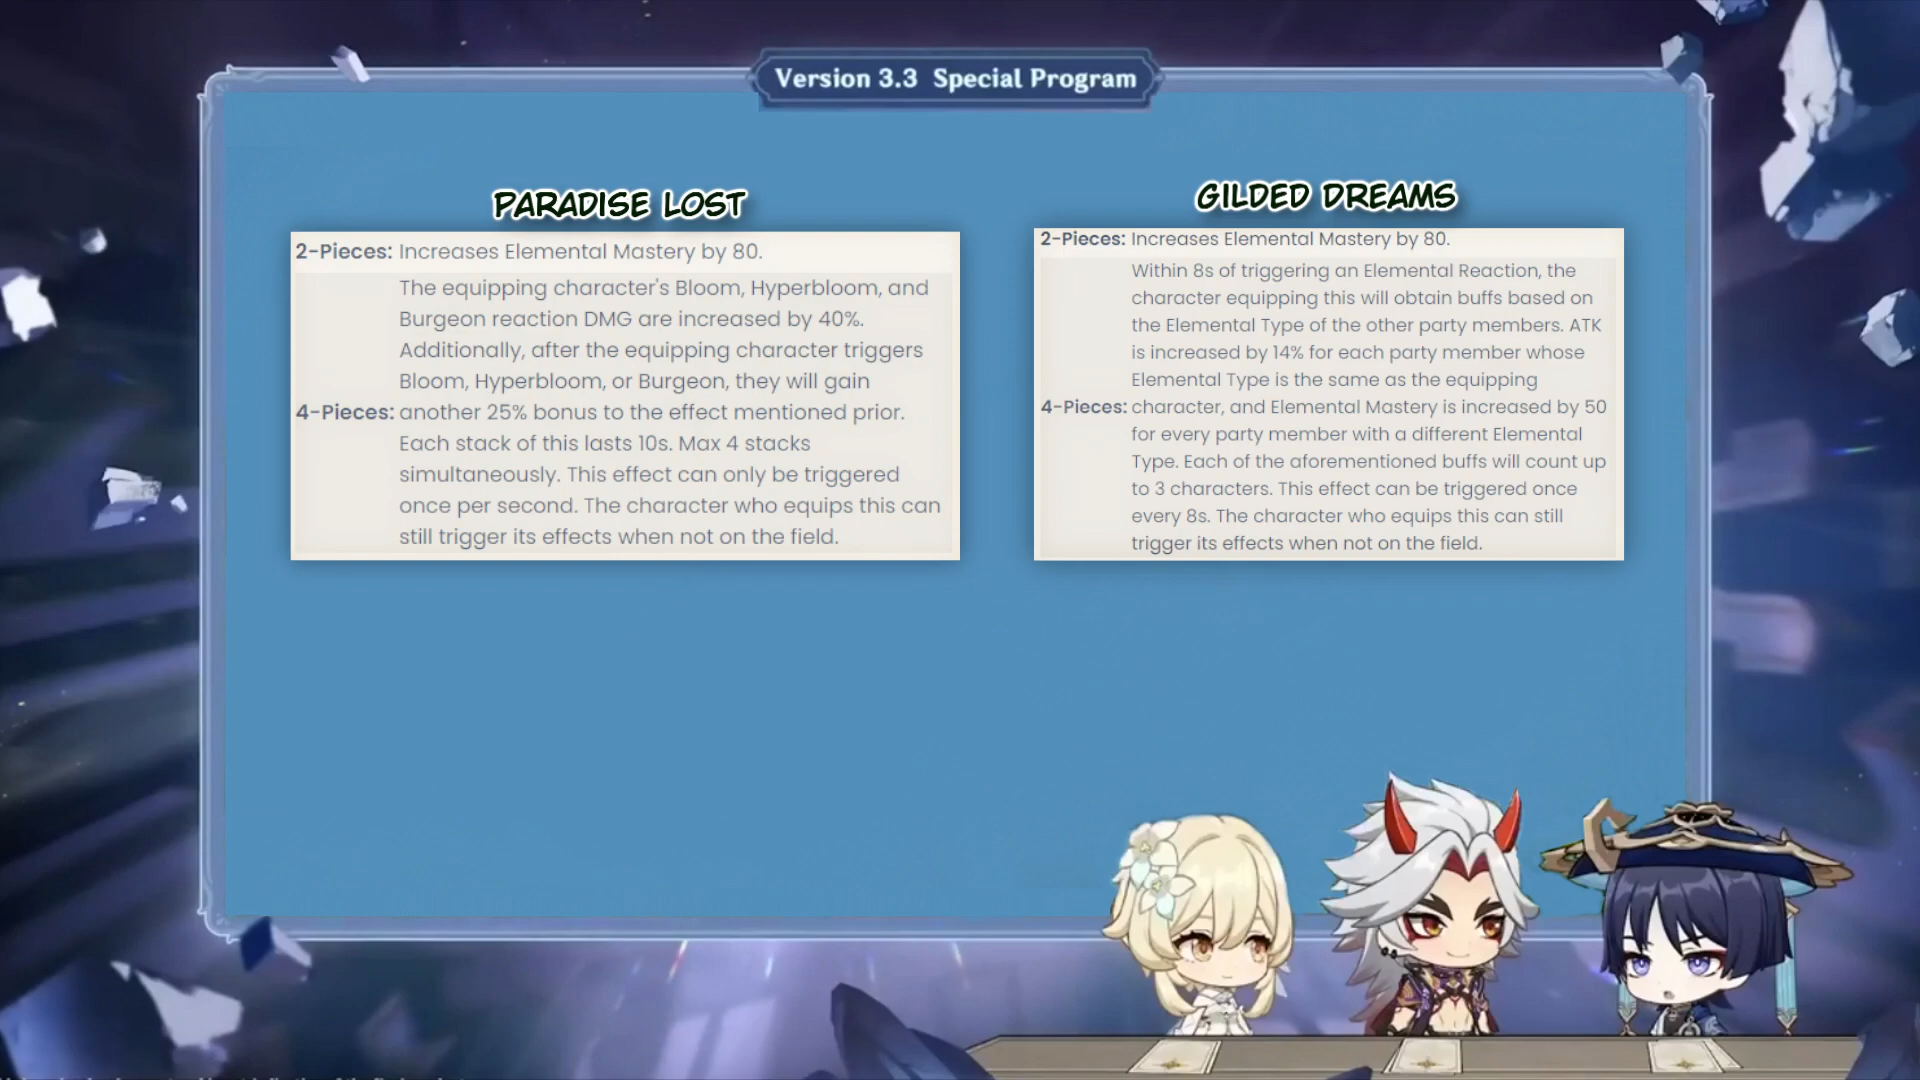 Version 3.3 Special Program
PARADISE LOST
2-Pieces: Increases Elemental Mastery by 80.
The equipping character's Bloom, Hyperbloom, and
Burgeon reaction DMG are increased by 40%.
Additionally, after the equipping character triggers
Bloom, Hyperbloom, or Burgeon, they will gain
4-Pieces: another 25% bonus to the effect mentioned prior.
Each stack of this lasts 10s. Max 4 stacks
simultaneously. This effect can only be triggered
once per second. The character who equips this can
still trigger its effects when not on the field.
GILDED DREAMS
2-Pieces: Increases Elemental Mastery by 80.
Within 8s of triggering an Elemental Reaction, the
character equipping this will obtain buffs based on
the Elemental Type of the other party members. ATK
is increased by 14% for each party member whose
Elemental Type is the same as the equipping
4-Pieces: character, and Elemental Mastery is increased by 50
for every party member with a different Elemental
Type. Each of the aforementioned buffs will count up
to 3 characters. This effect can be triggered once
every 8s. The character who equips this can still
trigger its effects when not on the field.